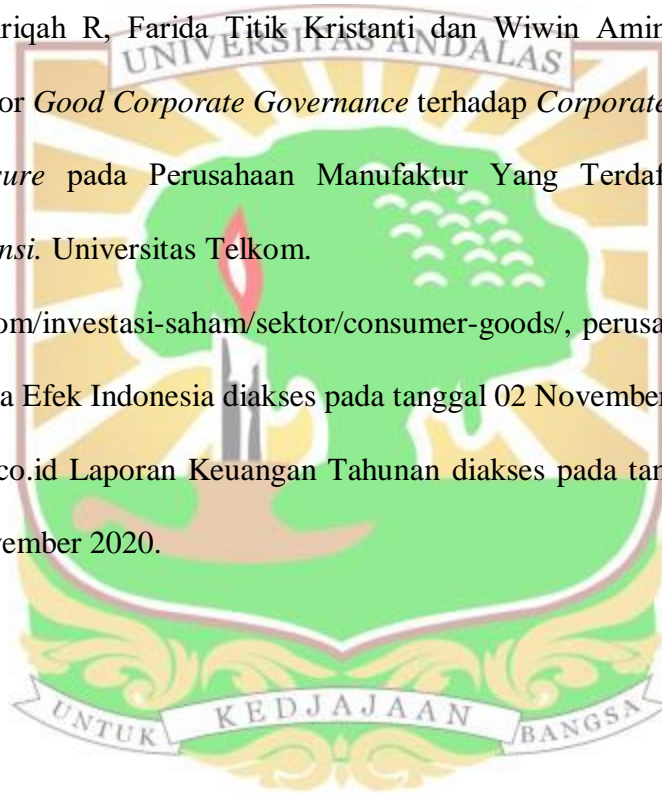 riqah R, Farida Titik Kristanti dan Wiwin Amin
UNIVERSITAS ANDALAS
or Good Corporate Governance terhadap Corporate
ure pada Perusahaan Manufaktur Yang Terdaf
nsi. Universitas Telkom.
om/investasi-saham/sektor/consumer-goods/, perusa
a Efek Indonesia diakses pada tanggal 02 November
co.id Laporan Keuangan Tahunan diakses pada tan
vember 2020.
UNTUK KEDJAJAAN BANGSA